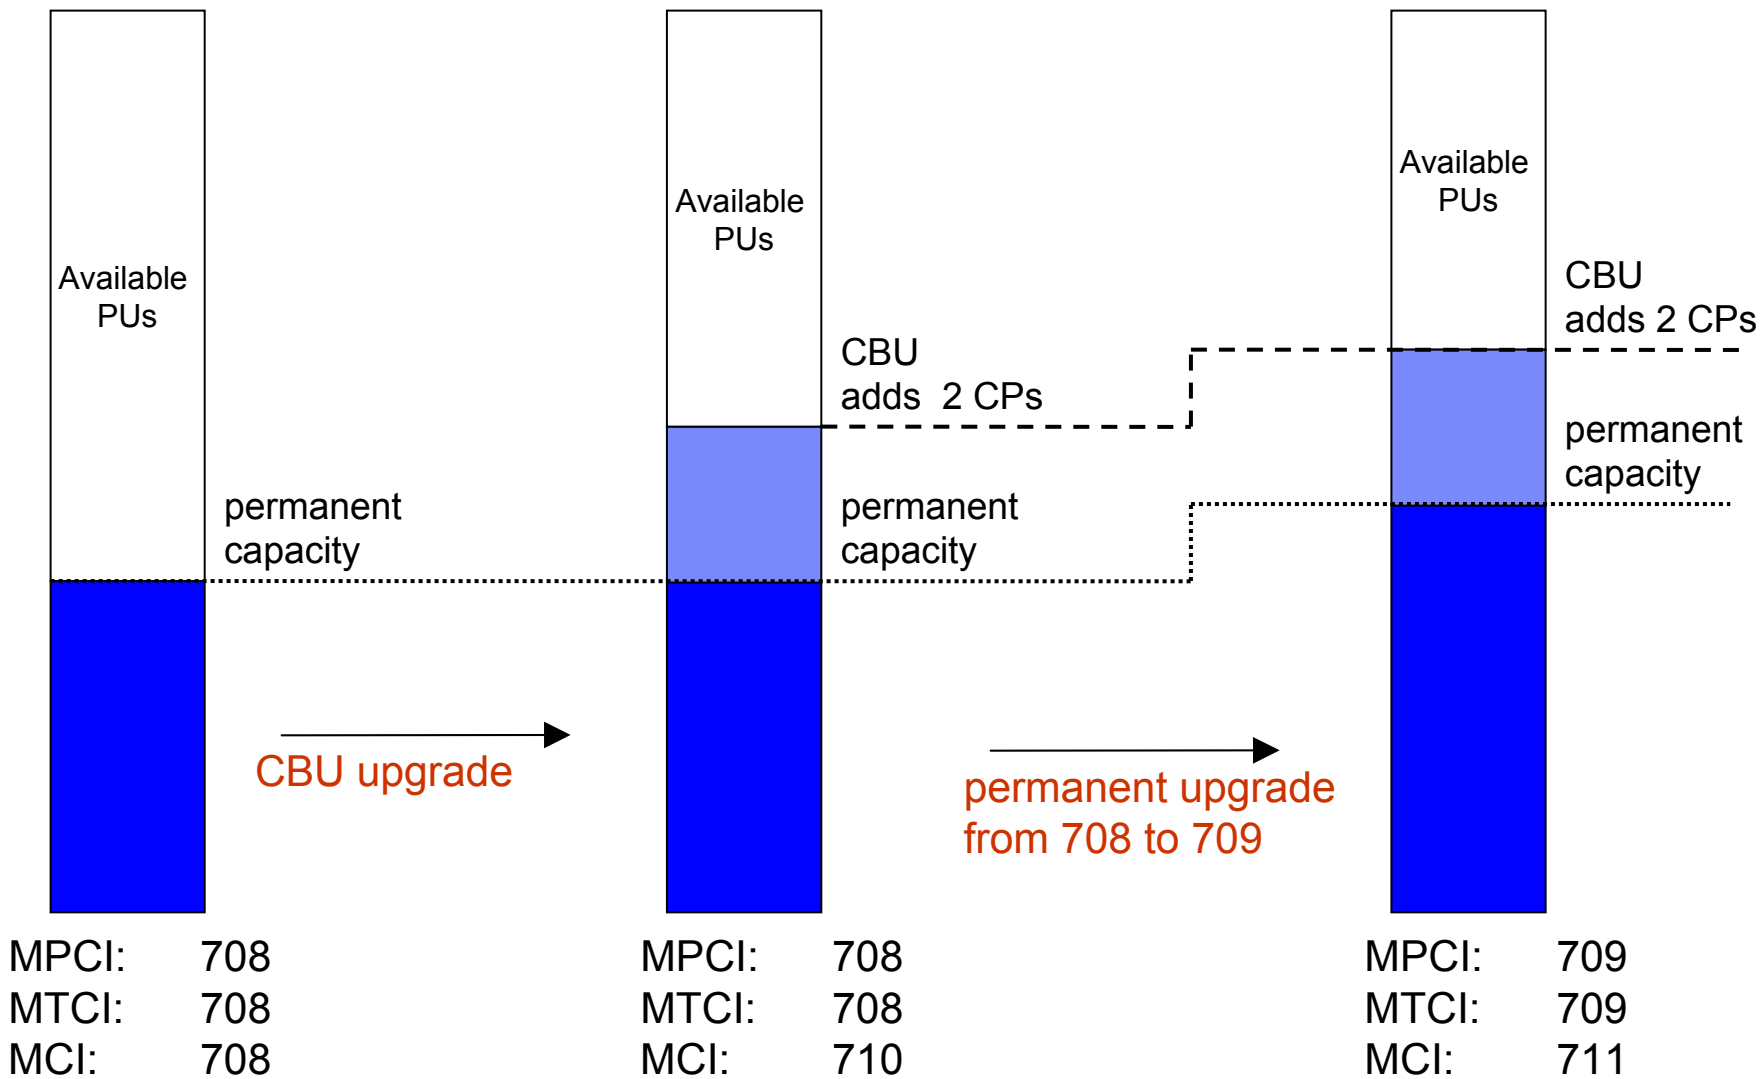 Available
PUs
permanent
capacity
CBU upgrade
MPCI: 708
MTCI: 708
MCI: 708
Available
PUs
CBU
adds  2 CPs
permanent
capacity
permanent upgrade
from 708 to 709
MPCI: 708
MTCI: 708
MCI: 710
Available
PUs
CBU
adds 2 CPs
permanent
capacity
MPCI: 709
MTCI: 709
MCI: 711